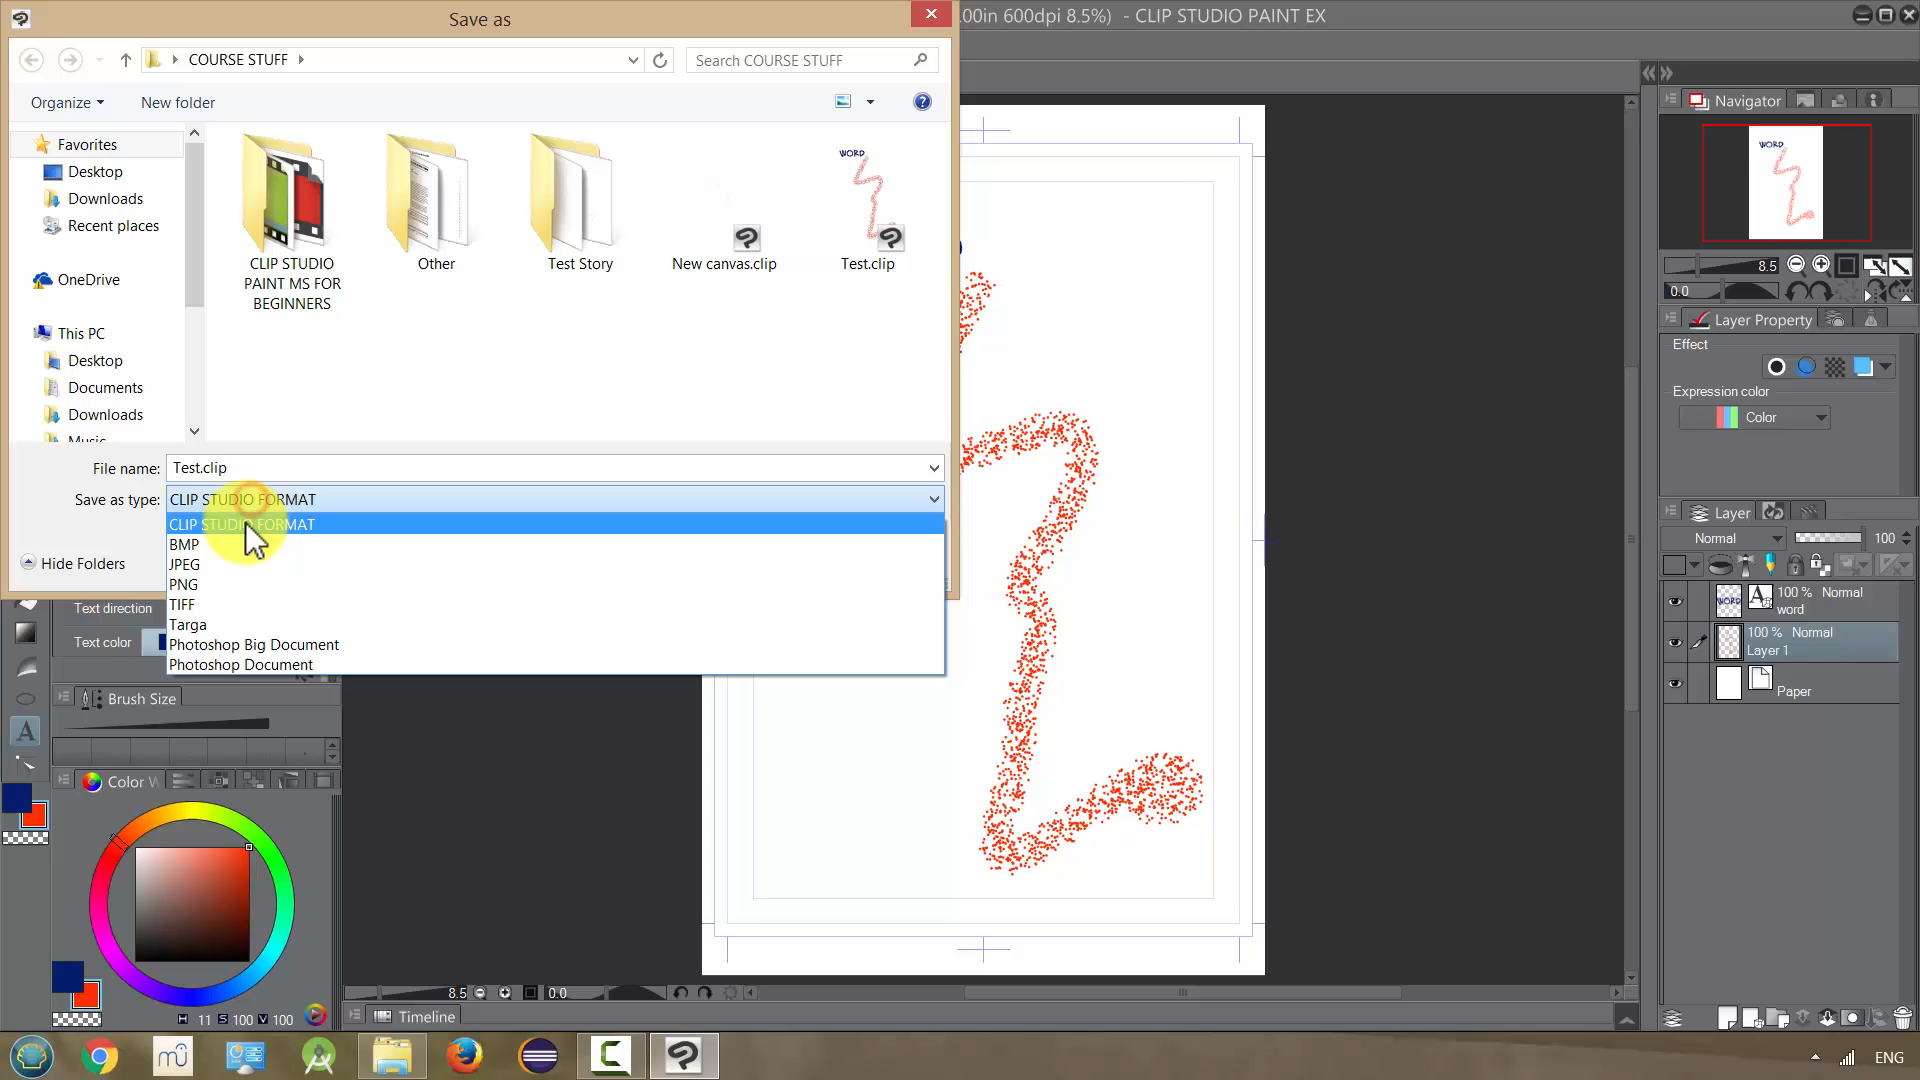 Save as
.00in 600dpi 8.5%) - CLIP STUDIO PAINT EX
COURSE STUFF
Search COURSE STUFF
Organize
New folder
Favorites
Desktop
Downloads
Recent places
OneDrive
This PC
Desktop
Documents
Downloads
Music
CLIP STUDIO
PAINT MS FOR
BEGINNERS
Other
Test Story
New canvas.clip
WORD
Test.clip
File name: Test.clip
Save as type: CLIP STUDIO FORMAT
CLIP STUDIO FORMAT
BMP
JPEG
PNG
TIFF
Targa
Photoshop Big Document
Photoshop Document
Hide Folders
Text direction
Text color
Brush Size
Color W
H 11 S 100 V 100
8.5
0.0
Timeline
Navigator
WORD
8.5
0.0
Layer Property
Effect
Expression color
Color
Layer
Normal
100
WORD
A
100 % Normal
word
100 % Normal
Layer 1
Paper
A
ENG